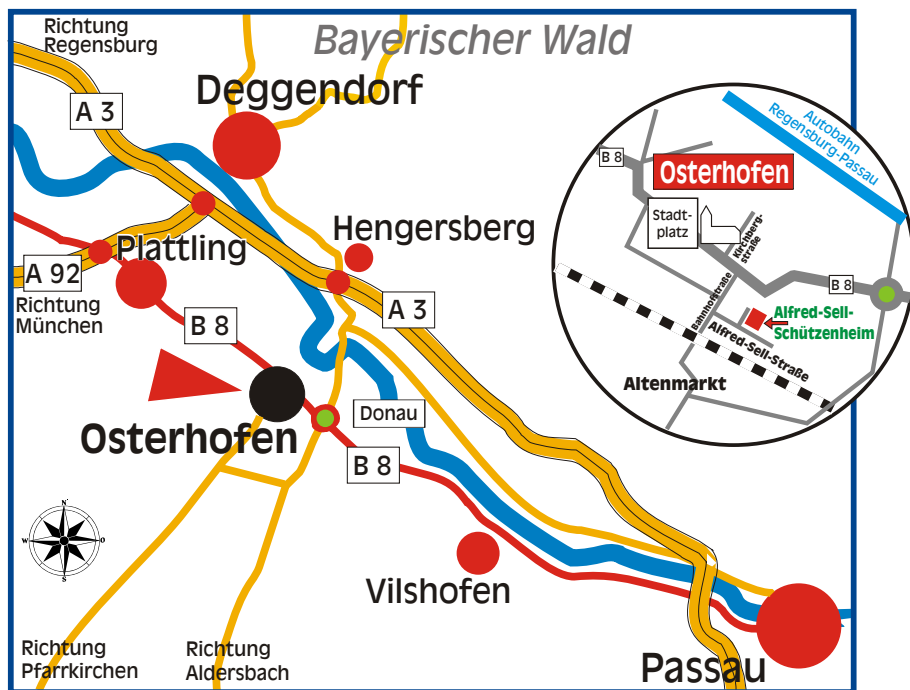 Richtung
Regensburg
Bayerischer Wald
Deggendorf
A 3
Hengersberg
Plattling
A 92
Richtung
München
A 3
B 8
Osterhofen
Donau
B 8
Vilshofen
N
W
O
S
Richtung
Pfarrkirchen
Richtung
Aldersbach
Passau
Autobahn
Regensburg-Passau
B 8
Osterhofen
Stadt-
platz
Kirchberg-
straße
B 8
Bahnhofstraße
Alfred-Sell-
Schützenheim
Alfred-Sell-Straße
Altenmarkt